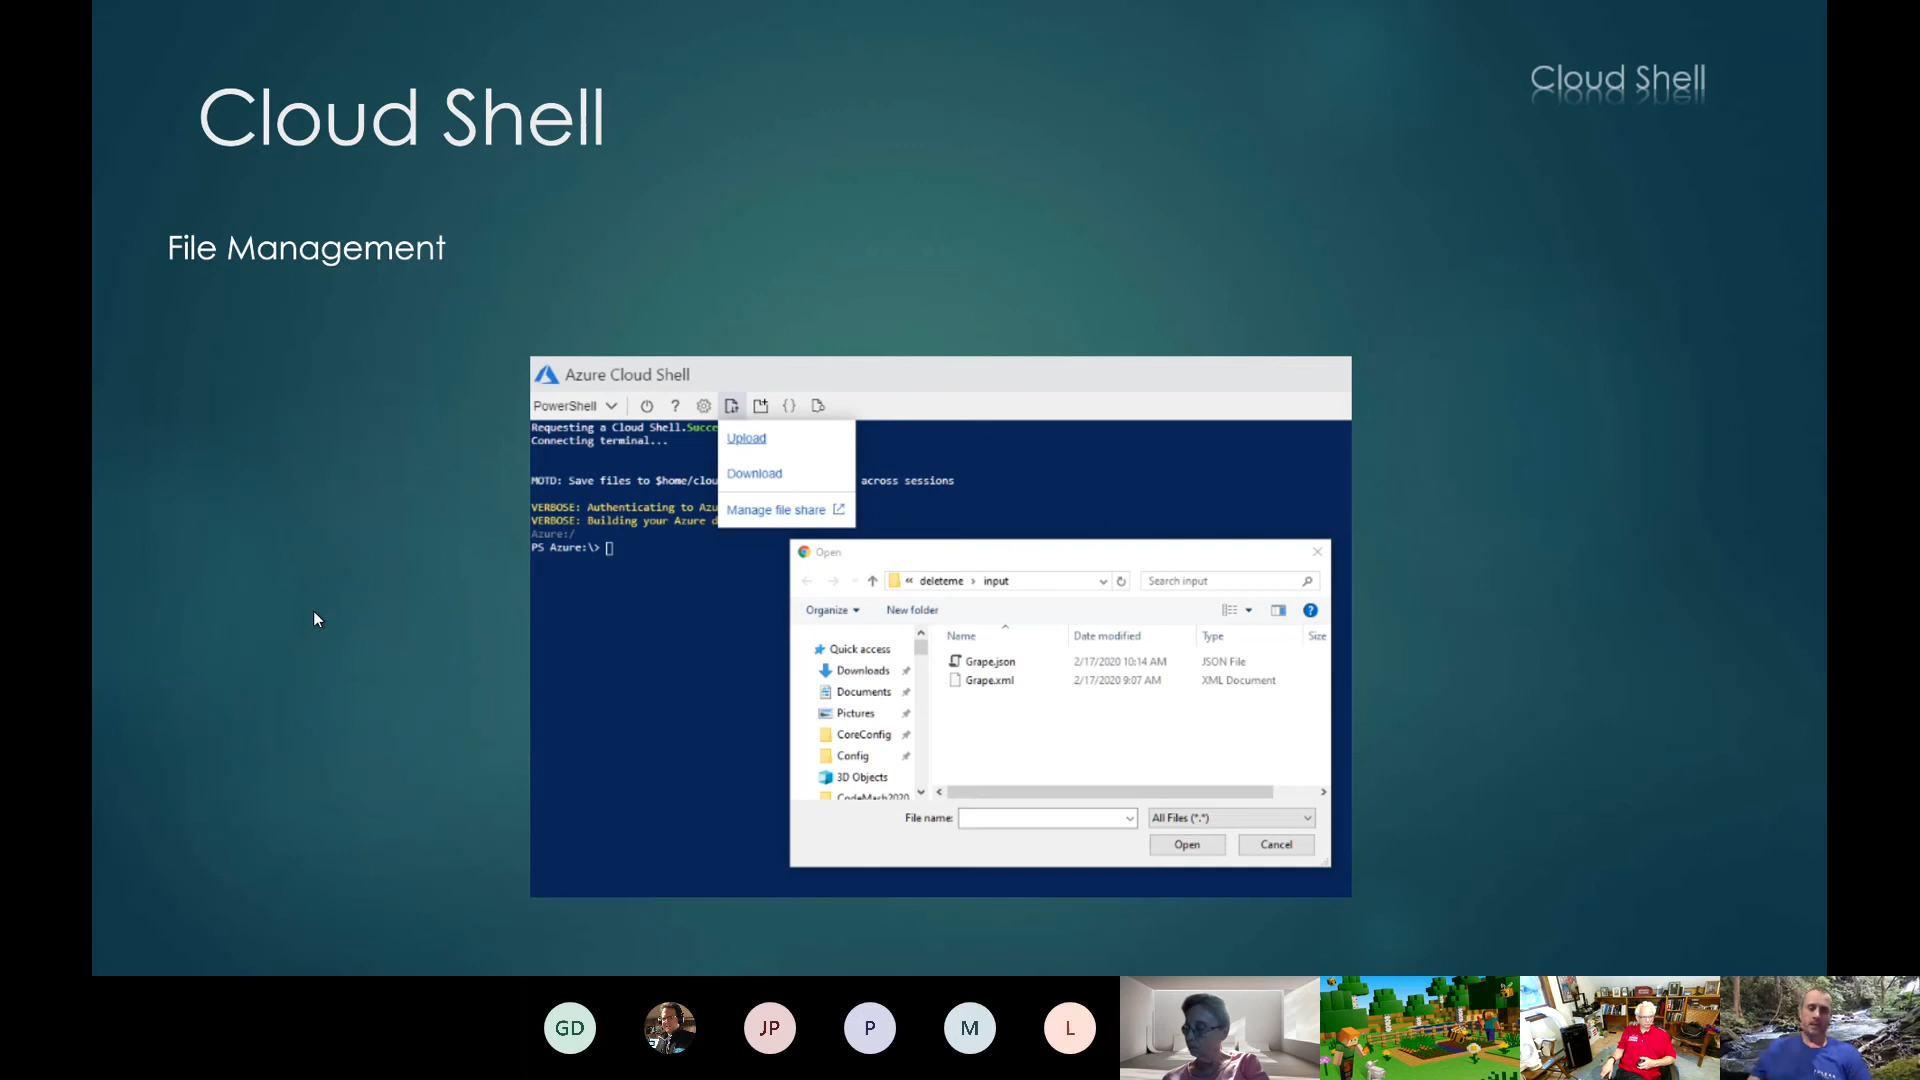 Cloud Shell
Cloud Shell
File Management
Azure Cloud Shell
PowerShell
Requesting a Cloud Shell.Succe
Connecting terminal...
Upload
Download
Manage file share
MOTD: Save files to $home/clou across sessions
VERBOSE: Authenticating to Azu
VERBOSE: Building your Azure d
Azure:/
PS Azure:\>
Open
« deleteme › input
Search input
Organize
New folder
Name Date modified Type Size
Quick access
Downloads
Documents
Pictures
CoreConfig
Config
3D Objects
CodeMash2020
Grape.json 2/17/2020 10:14 AM JSON File
Grape.xml 2/17/2020 9:07 AM XML Document
File name:
All Files (*.*)
Open
Cancel
GD
JP
P
M
L